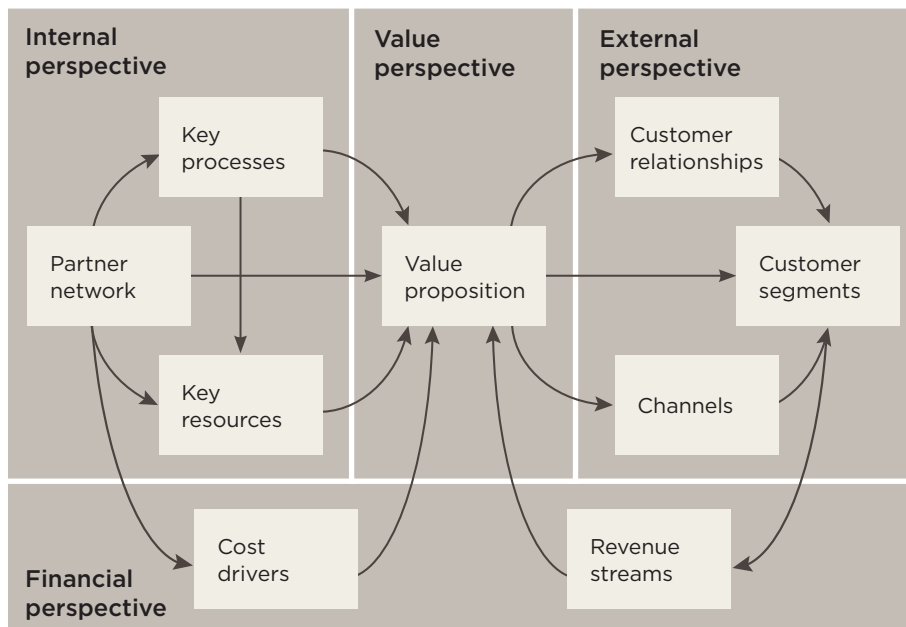 Internal
perspective
Value
perspective
External
perspective
Key
processes
Customer
relationships
Partner
network
Value
proposition
Customer
segments
Key
resources
Channels
Cost
drivers
Revenue
streams
Financial
perspective